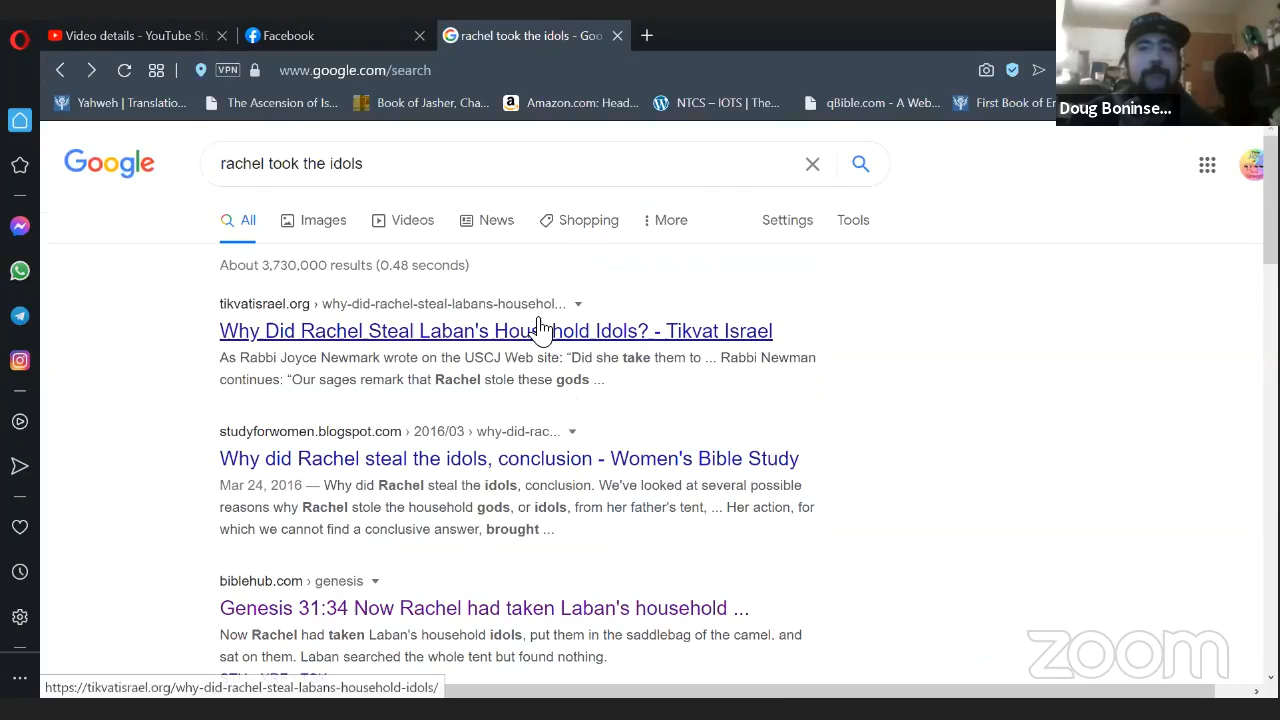 Video details - YouTube Stu
Facebook
rachel took the idols - Goo
VPN
www.google.com/search
Yahweh | Translatio...
The Ascension of Is...
Book of Jasher, Cha...
Amazon.com: Head...
NTCS – IOTS | The...
qBible.com - A Web...
First Book of En
Doug Boninse...
Google
rachel took the idols
All
Images
Videos
News
Shopping
More
Settings
Tools
About 3,730,000 results (0.48 seconds)
tikvatisrael.org › why-did-rachel-steal-labans-househol...
Why Did Rachel Steal Laban's Household Idols? - Tikvat Israel
As Rabbi Joyce Newmark wrote on the USCJ Web site: “Did she take them to ... Rabbi Newman
continues: “Our sages remark that Rachel stole these gods ...
studyforwomen.blogspot.com › 2016/03 › why-did-rac...
Why did Rachel steal the idols, conclusion - Women's Bible Study
Mar 24, 2016 — Why did Rachel steal the idols, conclusion. We've looked at several possible
reasons why Rachel stole the household gods, or idols, from her father's tent, ... Her action, for
which we cannot find a conclusive answer, brought ...
biblehub.com › genesis
Genesis 31:34 Now Rachel had taken Laban's household ...
Now Rachel had taken Laban's household idols, put them in the saddlebag of the camel. and
sat on them. Laban searched the whole tent but found nothing.
https://tikvatisrael.org/why-did-rachel-steal-labans-household-idols/
zoom